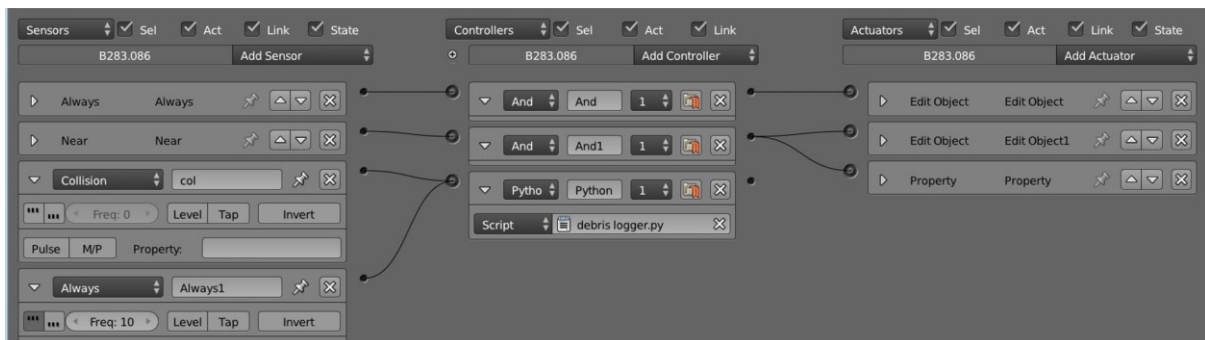 Sensors Sel Act Link State
B283.086 Add Sensor
Always Always
Near Near
Collision col
Freq: 0 Level Tap Invert
Pulse M/P Property:
Always Always1
Freq: 10 Level Tap Invert
Controllers Sel Act Link
B283.086 Add Controller
And And 1
And And1 1
Pytho Python 1
Script debris logger.py
Actuators Sel Act Link State
B283.086 Add Actuator
Edit Object Edit Object
Edit Object Edit Object1
Property Property